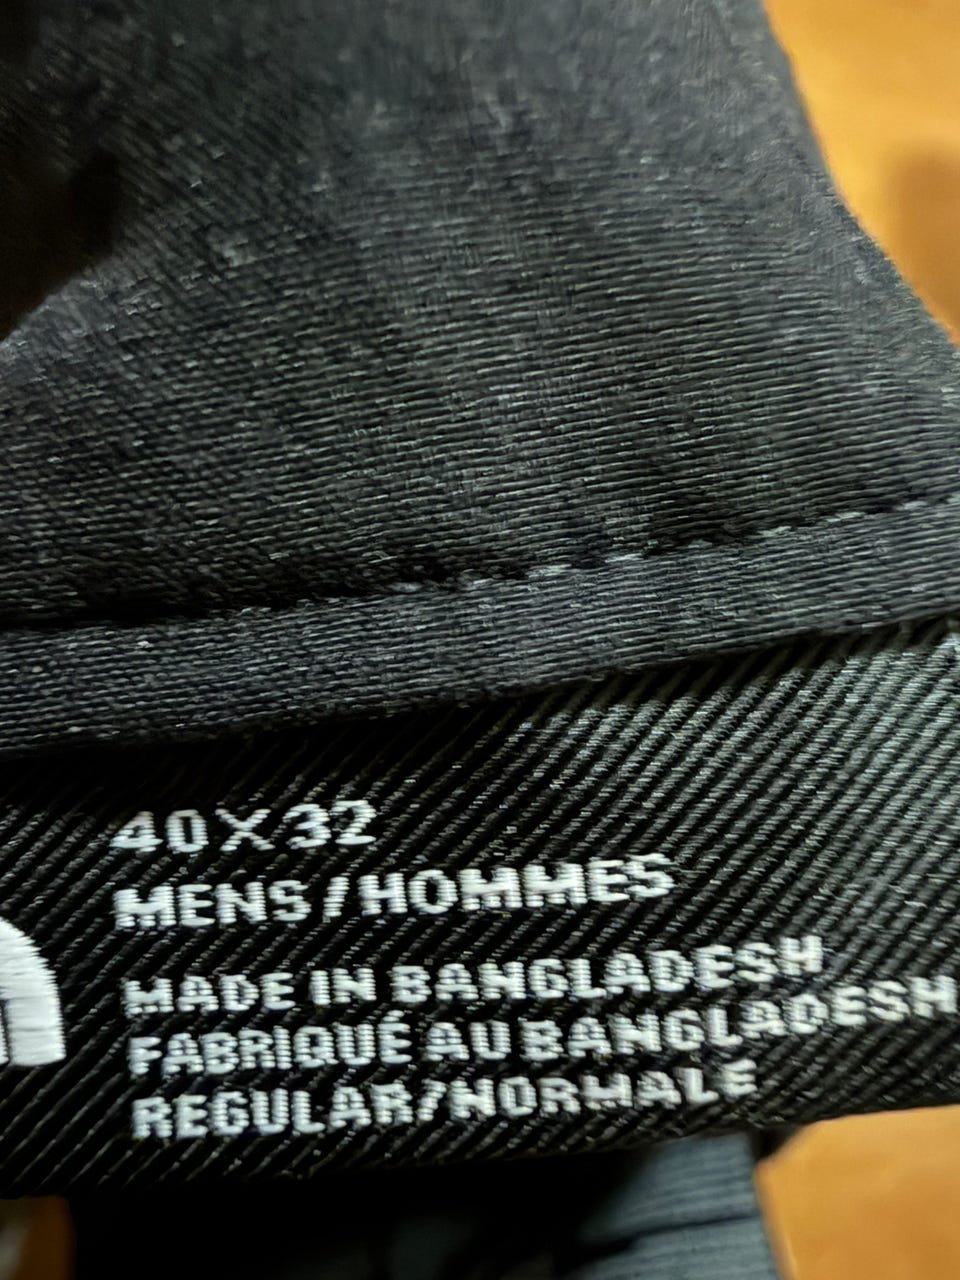 40X32
MENS/HOMMES
MADE IN BANGLADESH
FABRIQUÉ AU BANGLADESH
REGULAR/NORMALE